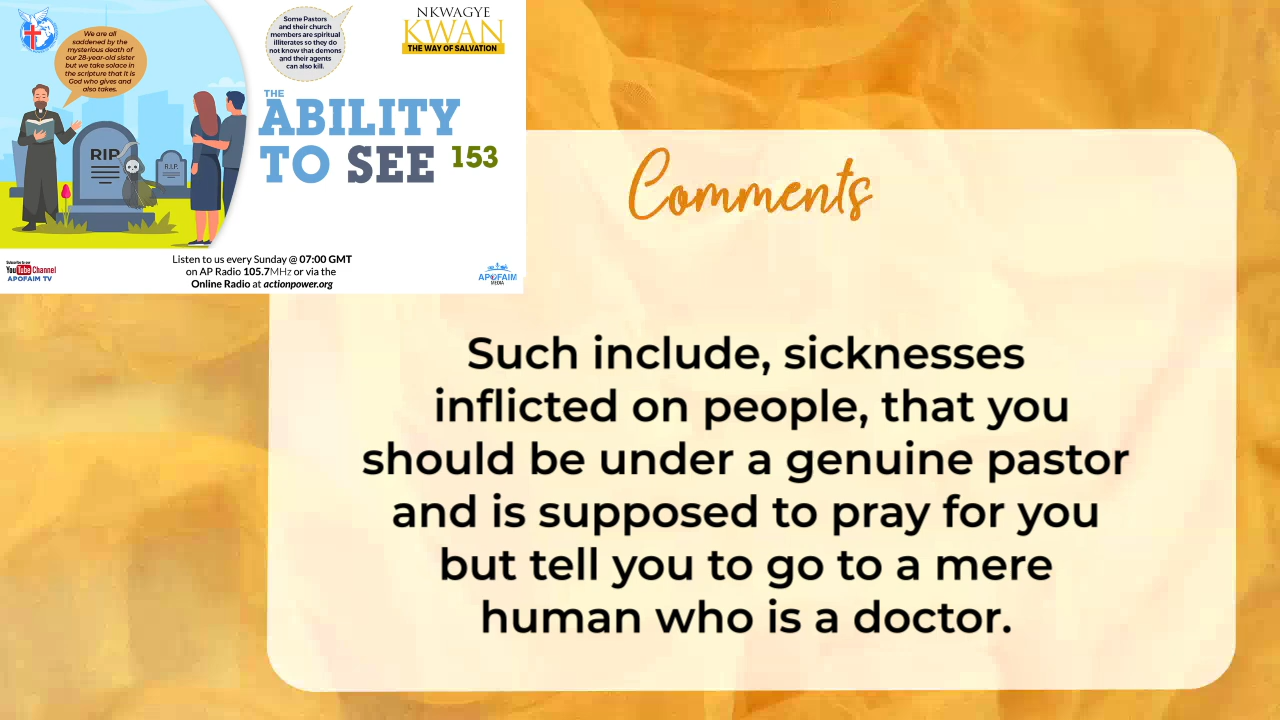 We are all
saddened by the
mysterious death of
our 28-year-old sister
but we take solace in
the scripture that it is
God who gives and
also takes.
RIP
R.I.P.
Some Pastors
and their church
members are spiritual
illiterates so they do
not know that demons
and their agents
can also kill.
NKWAGYE
KWAN
THE WAY OF SALVATION
THE
ABILITY
TO SEE 153
Listen to us every Sunday @ 07:00 GMT
on AP Radio 105.7MHz or via the
Online Radio at actionpower.org
YouTube Channel
APOFAIM TV
APOFAIM
MEDIA
Comments
Such include, sicknesses
inflicted on people, that you
should be under a genuine pastor
and is supposed to pray for you
but tell you to go to a mere
human who is a doctor.